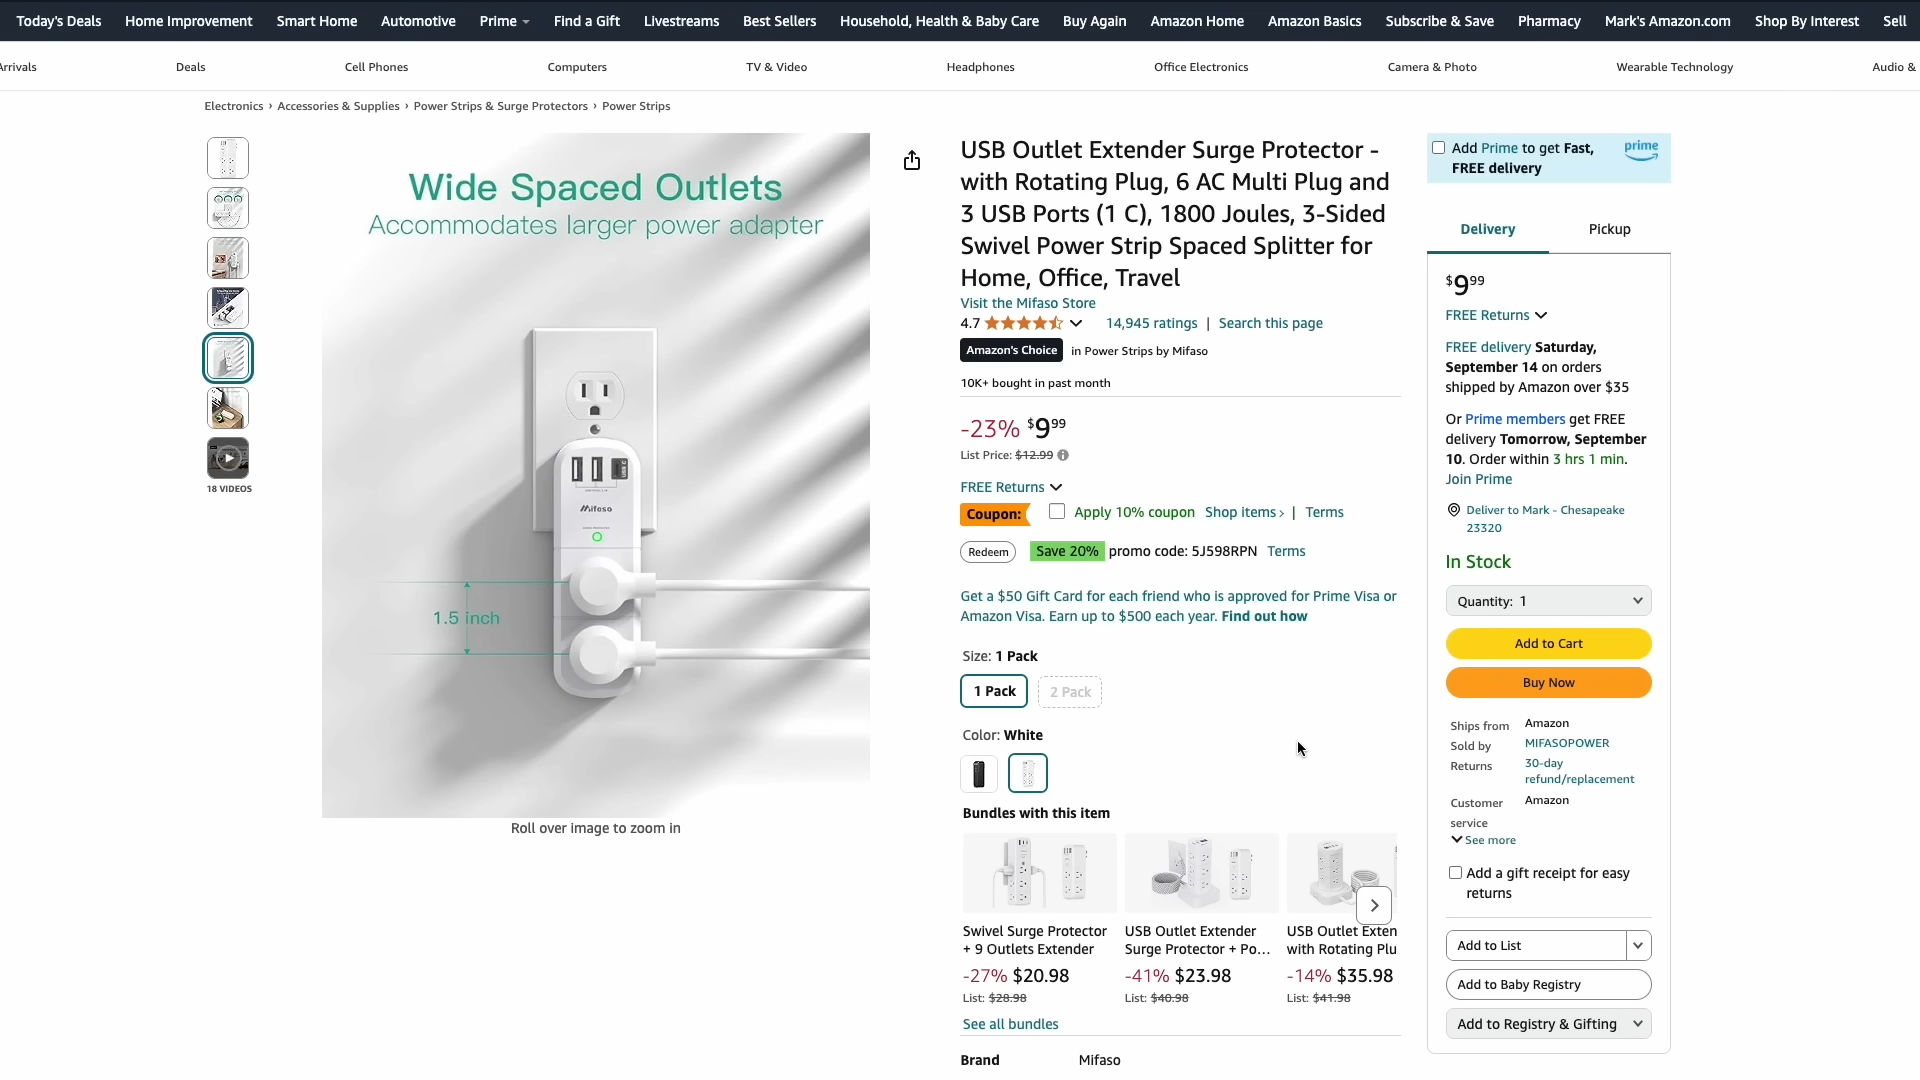 Today's Deals Home Improvement Smart Home Automotive Prime Find a Gift Livestreams Best Sellers Household, Health & Baby Care Buy Again Amazon Home Amazon Basics Subscribe & Save Pharmacy Mark's Amazon.com Shop By Interest Sell
Arrivals Deals Cell Phones Computers TV & Video Headphones Office Electronics Camera & Photo Wearable Technology Audio &
Electronics › Accessories & Supplies › Power Strips & Surge Protectors › Power Strips
18 VIDEOS
Wide Spaced Outlets
Accommodates larger power adapter
USB C
Mifaso
1.5 inch
Roll over image to zoom in
USB Outlet Extender Surge Protector -
with Rotating Plug, 6 AC Multi Plug and
3 USB Ports (1 C), 1800 Joules, 3-Sided
Swivel Power Strip Spaced Splitter for
Home, Office, Travel
Visit the Mifaso Store
4.7 14,945 ratings | Search this page
Amazon's Choice in Power Strips by Mifaso
10K+ bought in past month
-23% $9.99
List Price: $12.99
FREE Returns
Coupon: Apply 10% coupon Shop items › | Terms
Redeem Save 20% promo code: 5J598RPN Terms
Get a $50 Gift Card for each friend who is approved for Prime Visa or
Amazon Visa. Earn up to $500 each year. Find out how
Size: 1 Pack
1 Pack 2 Pack
Color: White
Bundles with this item
Swivel Surge Protector
+ 9 Outlets Extender
-27% $20.98
List: $28.98
USB Outlet Extender
Surge Protector + Po...
-41% $23.98
List: $40.98
USB Outlet Exten
with Rotating Plu
-14% $35.98
List: $41.98
See all bundles
Brand Mifaso
Add Prime to get Fast,
FREE delivery
prime
Delivery Pickup
$9.99
FREE Returns
FREE delivery Saturday,
September 14 on orders
shipped by Amazon over $35
Or Prime members get FREE
delivery Tomorrow, September
10. Order within 3 hrs 1 min.
Join Prime
Deliver to Mark - Chesapeake
23320
In Stock
Quantity: 1
Add to Cart
Buy Now
Ships from Amazon
Sold by MIFASOPOWER
Returns 30-day
refund/replacement
Customer
service Amazon
See more
Add a gift receipt for easy
returns
Add to List
Add to Baby Registry
Add to Registry & Gifting